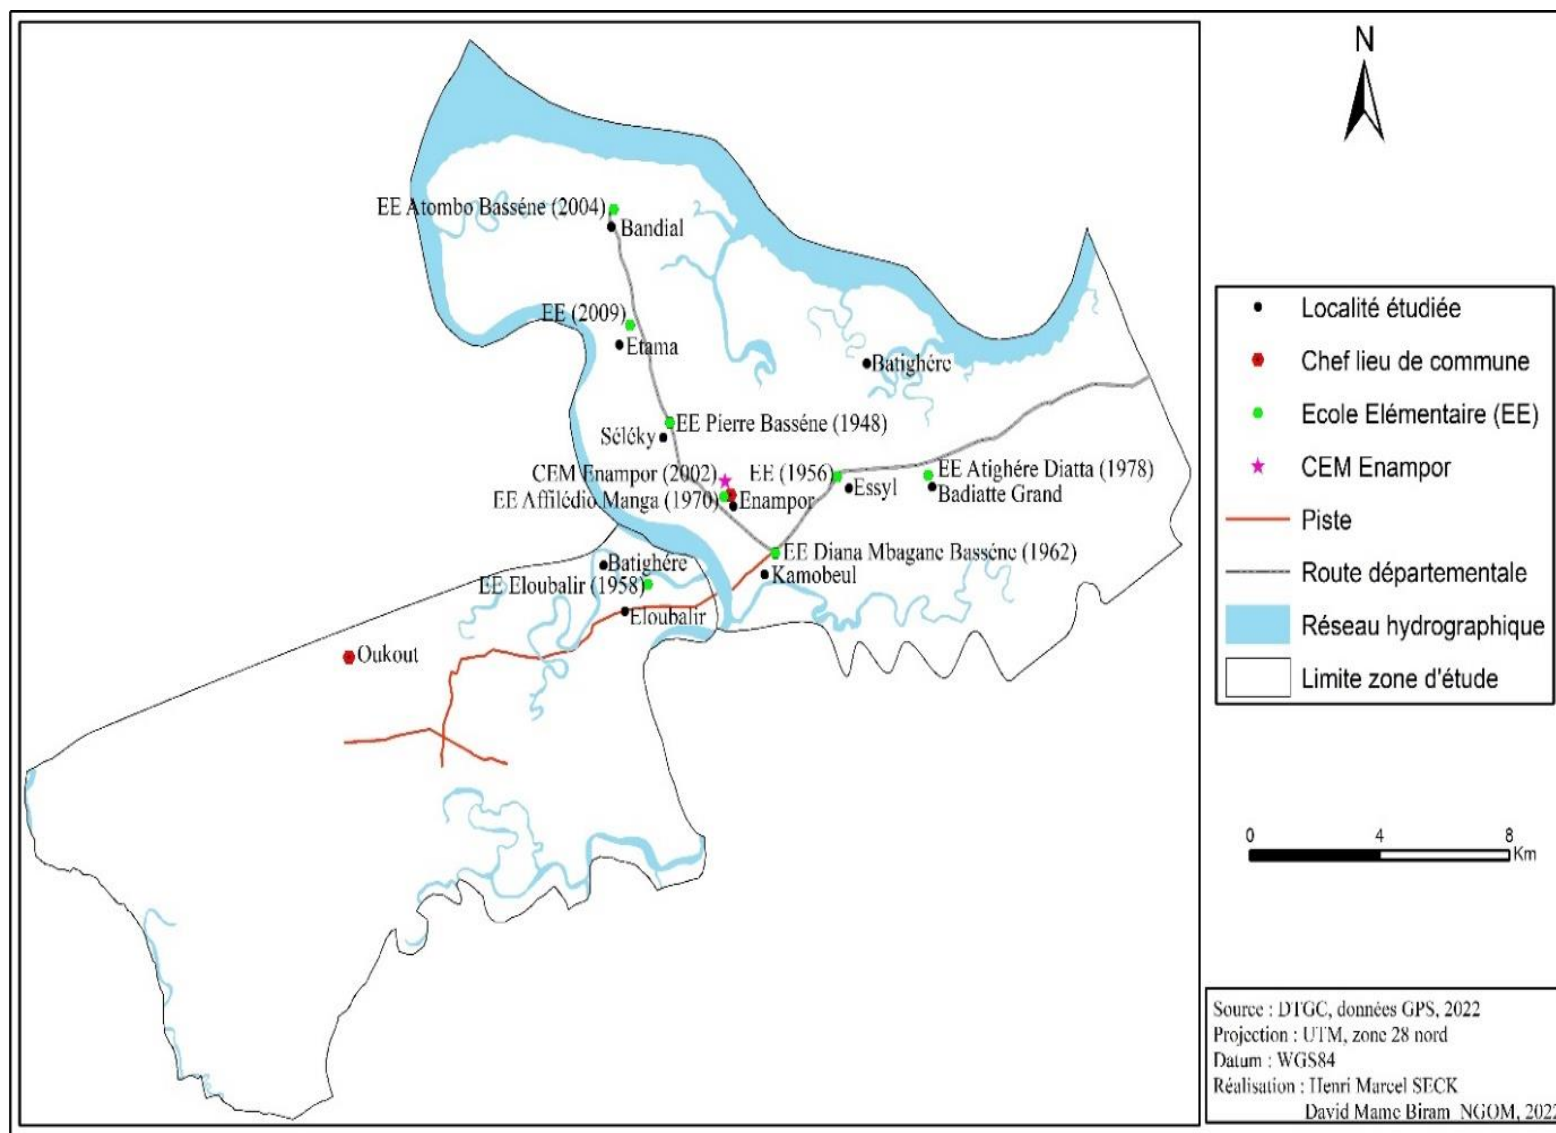 N
EE Atombo Basséne (2004)
Bandial
EE (2009)
Etama
Batighére
EE Pierre Basséne (1948)
Séléky
CEM Enampor (2002)
EE (1956)
EE Atighére Diatta (1978)
EE Affilédio Manga (1970)
Enampor
Essyl
Badiatte Grand
EE Diana Mbagane Basséne (1962)
Batighére
Kamobeul
EE Eloubalir (1958)
Eloubalir
Oukout
Localité étudiée
Chef lieu de commune
Ecole Elémentaire (EE)
CEM Enampor
Piste
Route départementale
Réseau hydrographique
Limite zone d'étude
0 4 8
Km
Source : DTGC, données GPS, 2022
Projection : UTM, zone 28 nord
Datum : WGS84
Réalisation : Henri Marcel SECK
David Mame Biram NGOM, 2022